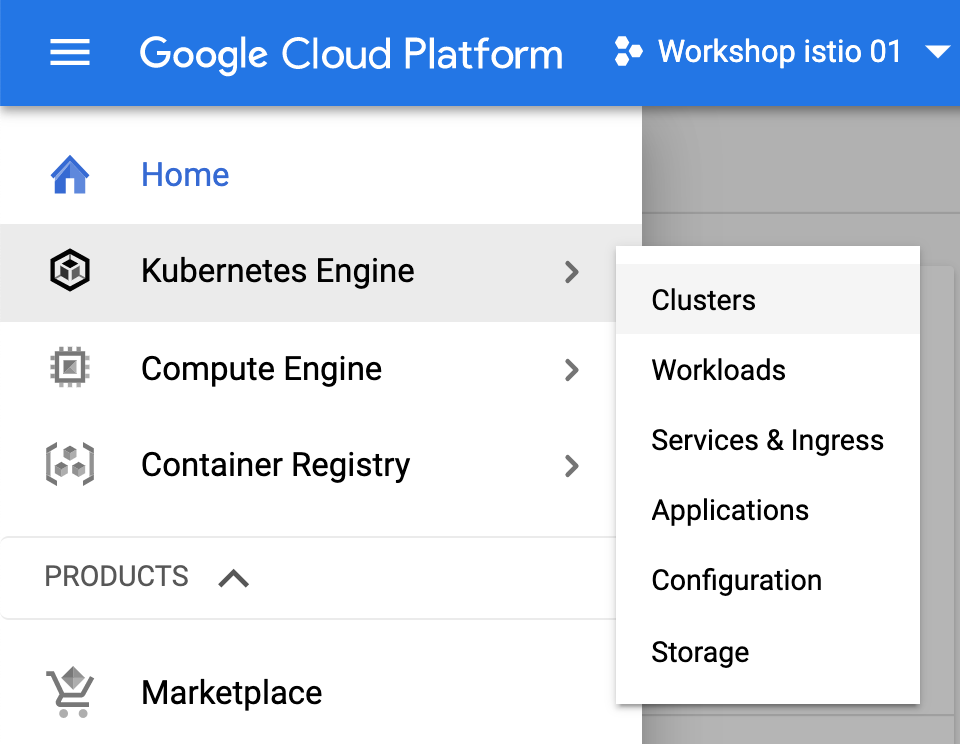 Google Cloud Platform
Workshop istio 01
Home
Kubernetes Engine
Compute Engine
Container Registry
PRODUCTS
Marketplace
Clusters
Workloads
Services & Ingress
Applications
Configuration
Storage